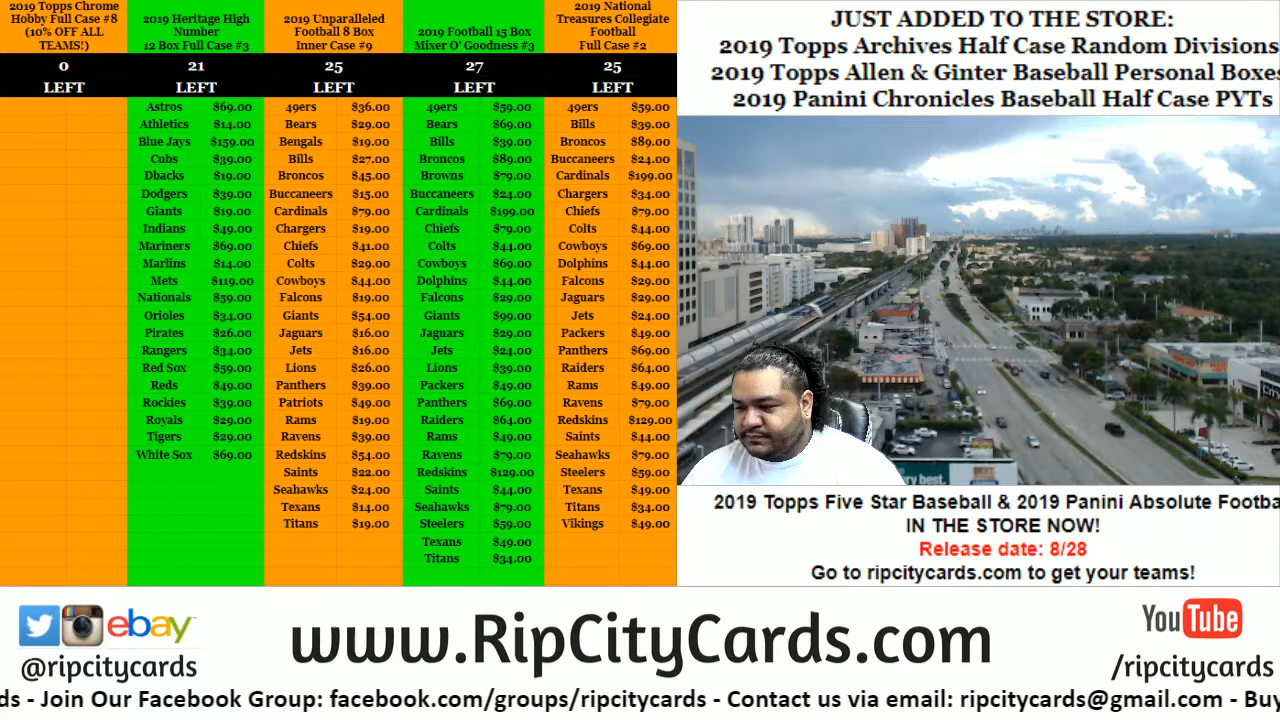 2019 Topps Chrome
Hobby Full Case #8
(10% OFF ALL
TEAMS!)
0
LEFT
2019 Heritage High
Number
12 Box Full Case #3
21
LEFT
Astros $69.00
Athletics $14.00
Blue Jays $159.00
Cubs $39.00
Dbacks $19.00
Dodgers $39.00
Giants $19.00
Indians $49.00
Mariners $69.00
Marlins $14.00
Mets $119.00
Nationals $59.00
Orioles $34.00
Pirates $26.00
Rangers $34.00
Red Sox $59.00
Reds $49.00
Rockies $39.00
Royals $29.00
Tigers $29.00
White Sox $69.00
2019 Unparalleled
Football 8 Box
Inner Case #9
25
LEFT
49ers $36.00
Bears $29.00
Bengals $19.00
Bills $27.00
Broncos $45.00
Buccaneers $15.00
Cardinals $79.00
Chargers $19.00
Chiefs $41.00
Colts $29.00
Cowboys $44.00
Falcons $19.00
Giants $54.00
Jaguars $16.00
Jets $16.00
Lions $26.00
Panthers $39.00
Patriots $49.00
Rams $19.00
Ravens $39.00
Redskins $54.00
Saints $22.00
Seahawks $24.00
Texans $14.00
Titans $19.00
2019 Football 15 Box
Mixer O' Goodness #3
27
LEFT
49ers $59.00
Bears $69.00
Bills $39.00
Broncos $89.00
Browns $79.00
Buccaneers $24.00
Cardinals $199.00
Chiefs $79.00
Colts $44.00
Cowboys $69.00
Dolphins $44.00
Falcons $29.00
Giants $99.00
Jaguars $29.00
Jets $24.00
Lions $39.00
Packers $49.00
Panthers $69.00
Raiders $64.00
Rams $49.00
Ravens $79.00
Redskins $129.00
Saints $44.00
Seahawks $79.00
Steelers $59.00
Texans $49.00
Titans $34.00
2019 National
Treasures Collegiate
Football
Full Case #2
25
LEFT
49ers $59.00
Bills $39.00
Broncos $89.00
Buccaneers $24.00
Cardinals $199.00
Chargers $34.00
Chiefs $79.00
Colts $44.00
Cowboys $69.00
Dolphins $44.00
Falcons $29.00
Jaguars $29.00
Jets $24.00
Packers $49.00
Panthers $69.00
Raiders $64.00
Rams $49.00
Ravens $79.00
Redskins $129.00
Saints $44.00
Seahawks $79.00
Steelers $59.00
Texans $49.00
Titans $34.00
Vikings $49.00
JUST ADDED TO THE STORE:
2019 Topps Archives Half Case Random Divisions
2019 Topps Allen & Ginter Baseball Personal Boxes
2019 Panini Chronicles Baseball Half Case PYTs
very best.
2019 Topps Five Star Baseball & 2019 Panini Absolute Footba
IN THE STORE NOW!
Release date: 8/28
Go to ripcitycards.com to get your teams!
ebay
@ripcitycards
www.RipCityCards.com
YouTube
/ripcitycards
ds - Join Our Facebook Group: facebook.com/groups/ripcitycards - Contact us via email: ripcitycards@gmail.com - Buy